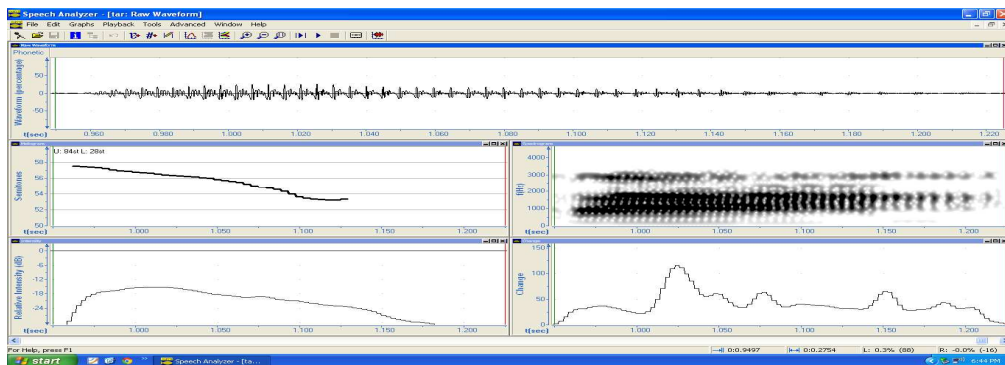 Speech Analyzer - [tar: Raw Waveform]
File Edit Graphs Playback Tools Advanced Window Help
Raw Waveform
Phonetic
Waveform (percentage)
50
0
-50
t(sec) 0.960 0.980 1.000 1.020 1.040 1.060 1.080 1.100 1.120 1.140 1.160 1.180 1.200 1.220
U: 84st L: 28st
Semitones
58
56
54
52
50
t(sec) 1.000 1.050 1.100 1.150 1.200
f(Hz)
4000
3000
2000
1000
0
t(sec) 1.000 1.050 1.100 1.150 1.200
Intensity
Relative Intensity (dB)
0
-6
-12
-18
-24
t(sec) 1.000 1.050 1.100 1.150 1.200
Change
Change
150
100
50
0
t(sec) 1.000 1.050 1.100 1.150 1.200
For Help, press F1
0:0.9497 0:0.2754 L: 0.3% (88) R: -0.0% (-16)
start
Speech Analyzer - [ta...
6:44 PM